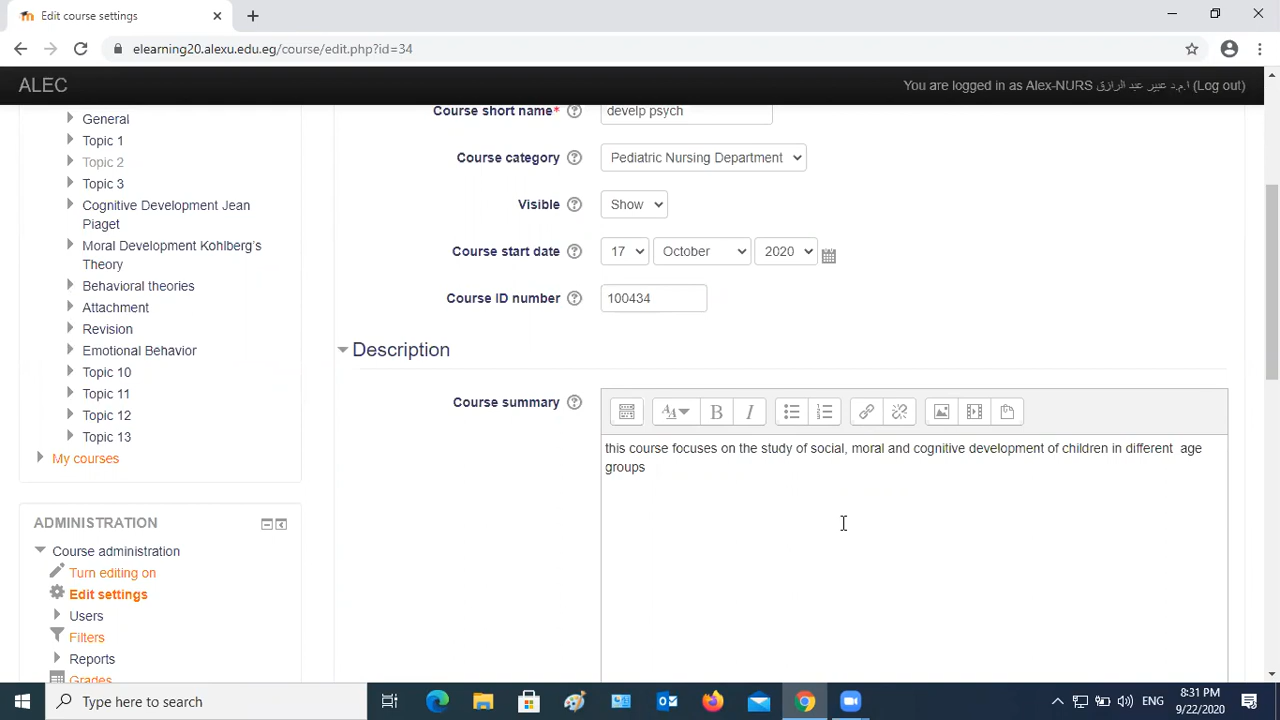 Edit course settings
elearning20.alexu.edu.eg/course/edit.php?id=34
ALEC
You are logged in as Alex-NURS ا.م.د عبير عبد الرازق (Log out)
General
Topic 1
Topic 2
Topic 3
Cognitive Development Jean
Piaget
Moral Development Kohlberg's
Theory
Behavioral theories
Attachment
Revision
Emotional Behavior
Topic 10
Topic 11
Topic 12
Topic 13
My courses
ADMINISTRATION
Course administration
Turn editing on
Edit settings
Users
Filters
Reports
Grades
Course short name* develp psych
Course category Pediatric Nursing Department
Visible Show
Course start date 17 October 2020
Course ID number 100434
Description
Course summary
this course focuses on the study of social, moral and cognitive development of children in different  age
groups
Type here to search
ENG
8:31 PM
9/22/2020